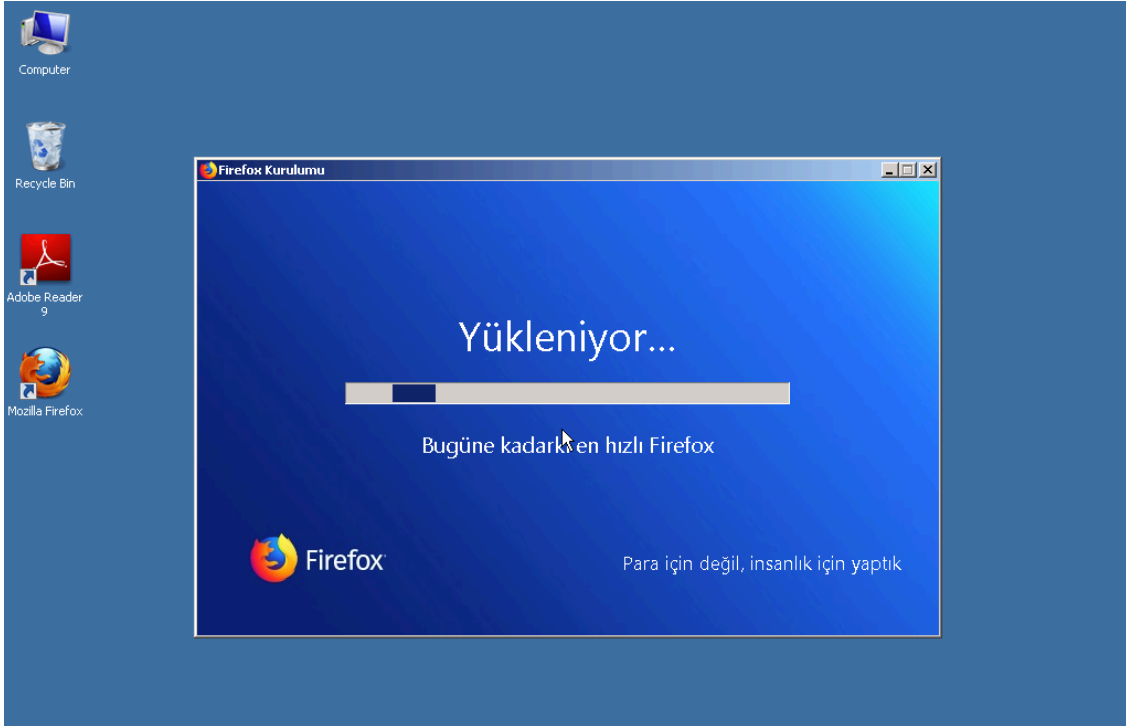 Computer
Recycle Bin
Adobe Reader
9
Mozilla Firefox
Firefox Kurulumu
Yükleniyor...
Bugüne kadarki en hızlı Firefox
Firefox
Para için değil, insanlık için yaptık